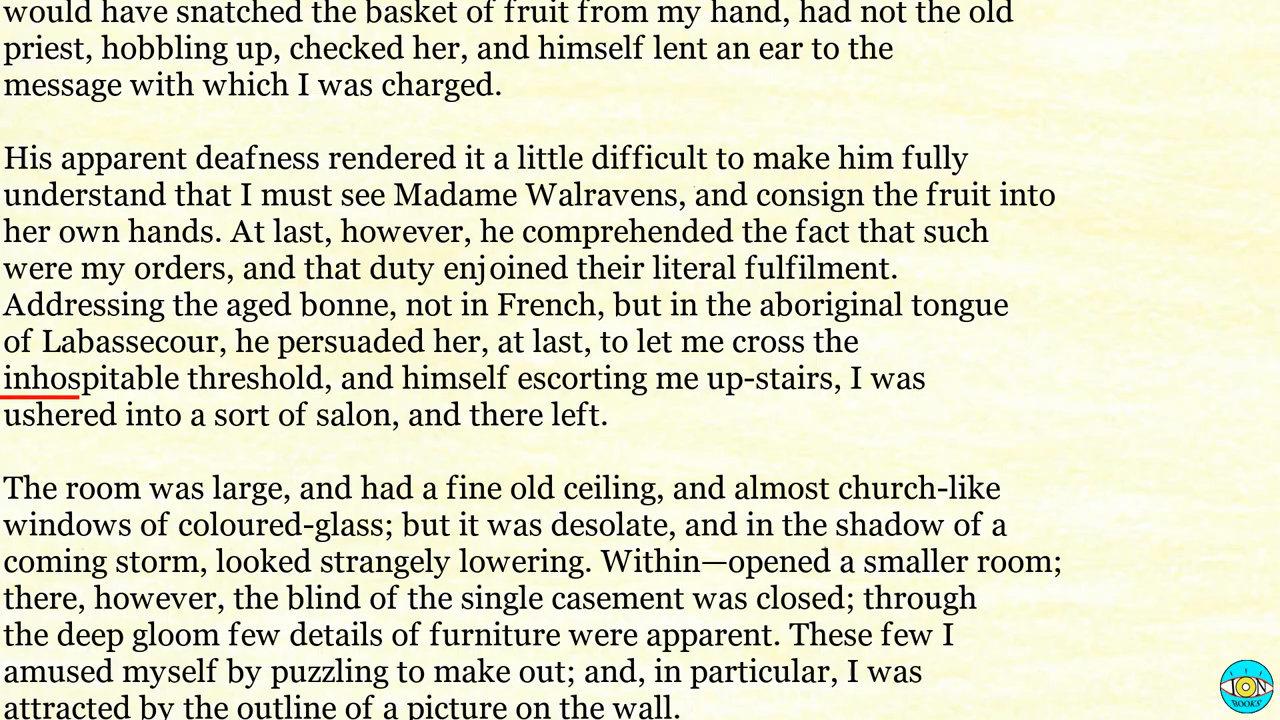 would have snatched the basket of fruit from my hand, had not the old
priest, hobbling up, checked her, and himself lent an ear to the
message with which I was charged.
His apparent deafness rendered it a little difficult to make him fully
understand that I must see Madame Walravens, and consign the fruit into
her own hands. At last, however, he comprehended the fact that such
were my orders, and that duty enjoined their literal fulfilment.
Addressing the aged bonne, not in French, but in the aboriginal tongue
of Labassecour, he persuaded her, at last, to let me cross the
inhospitable threshold, and himself escorting me up-stairs, I was
ushered into a sort of salon, and there left.
The room was large, and had a fine old ceiling, and almost church-like
windows of coloured-glass; but it was desolate, and in the shadow of a
coming storm, looked strangely lowering. Within—opened a smaller room;
there, however, the blind of the single casement was closed; through
the deep gloom few details of furniture were apparent. These few I
amused myself by puzzling to make out; and, in particular, I was
attracted by the outline of a picture on the wall.
ION
BOOKS